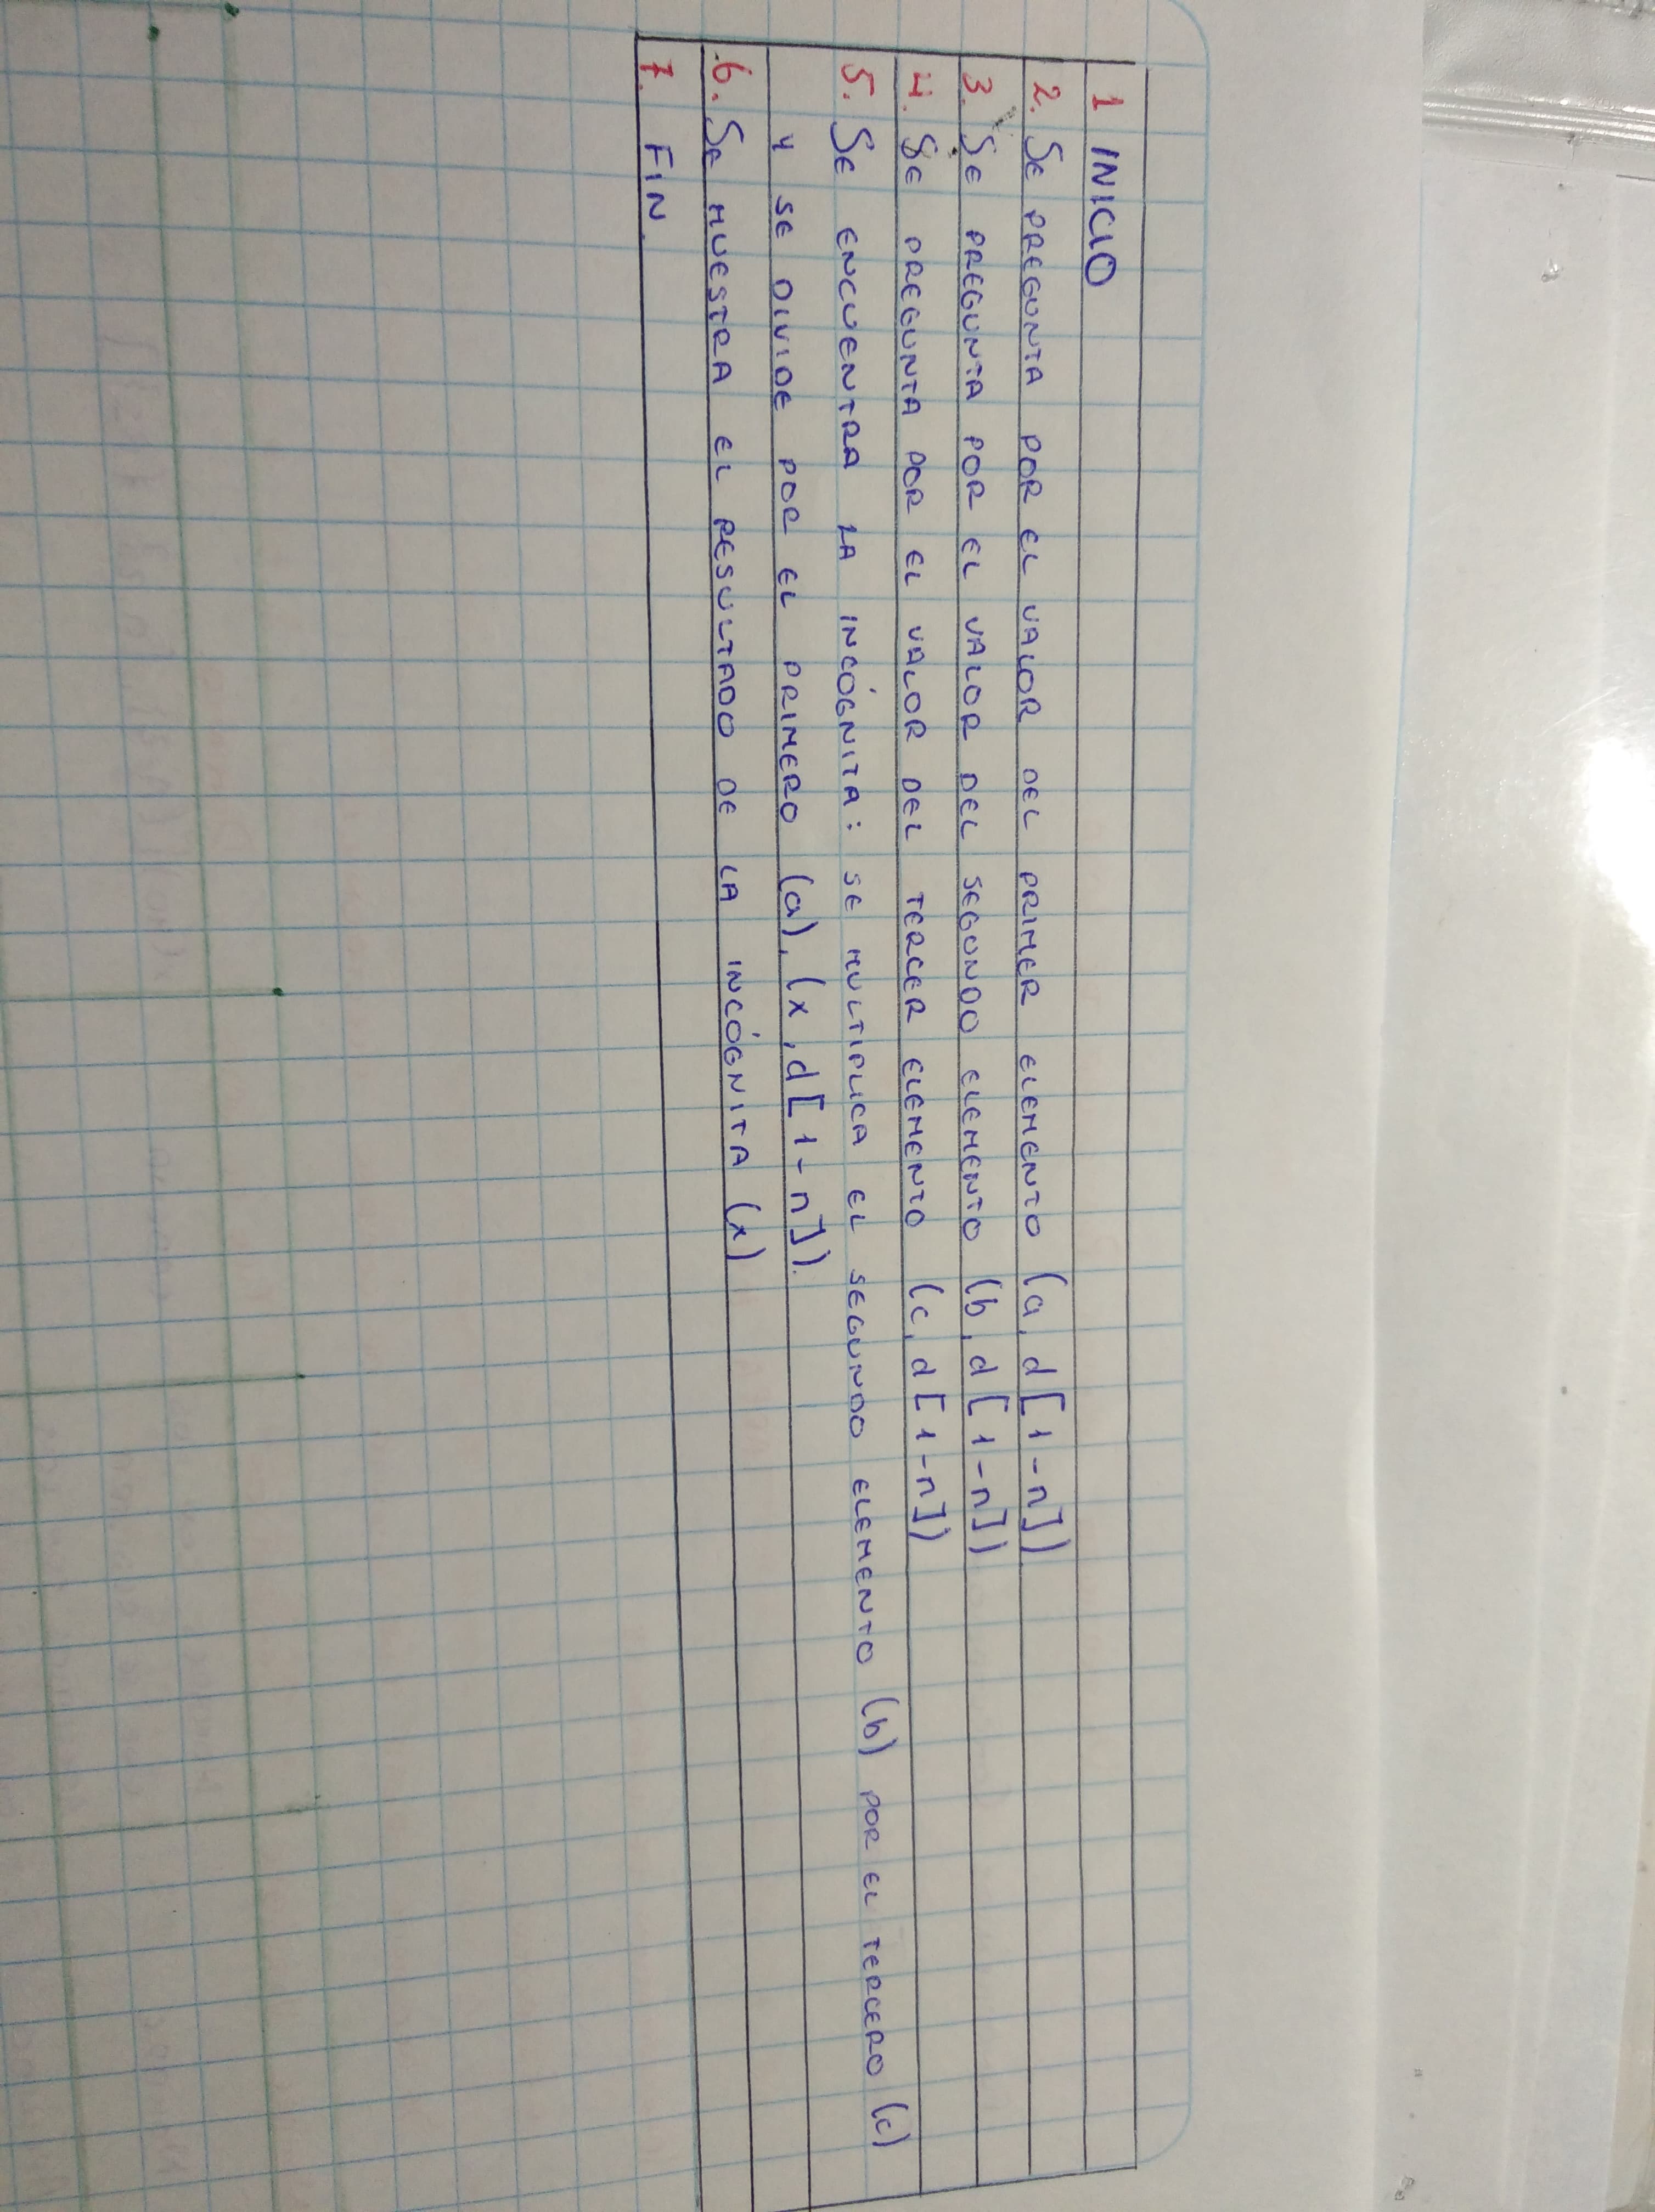 1 INICIO
2. SE PREGUNTA POR EL VALOR DEL PRIMER ELEMENTO (a, d[1-n])
3. SE PREGUNTA POR EL VALOR DEL SEGUNDO ELEMENTO (b, d[1-n])
4. SE PREGUNTA POR EL VALOR DEL TERCER ELEMENTO (c, d[1-n])
5. SE ENCUENTRA LA INCÓGNITA: SE MULTIPLICA EL SEGUNDO ELEMENTO (b) POR EL TERCERO (c)
Y SE DIVIDE POR EL PRIMERO (a), (x, d[1-n]).
6. SE MUESTRA EL RESULTADO DE LA INCÓGNITA (x)
7. FIN.